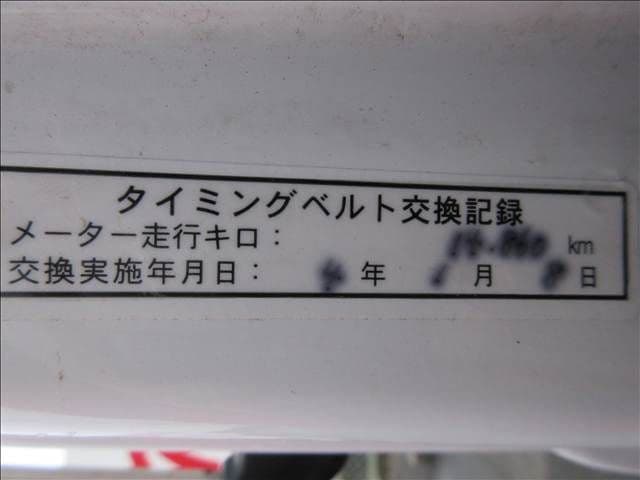 タイミングベルト交換記録
メーター走行キロ: km
交換実施年月日: 年 月 日